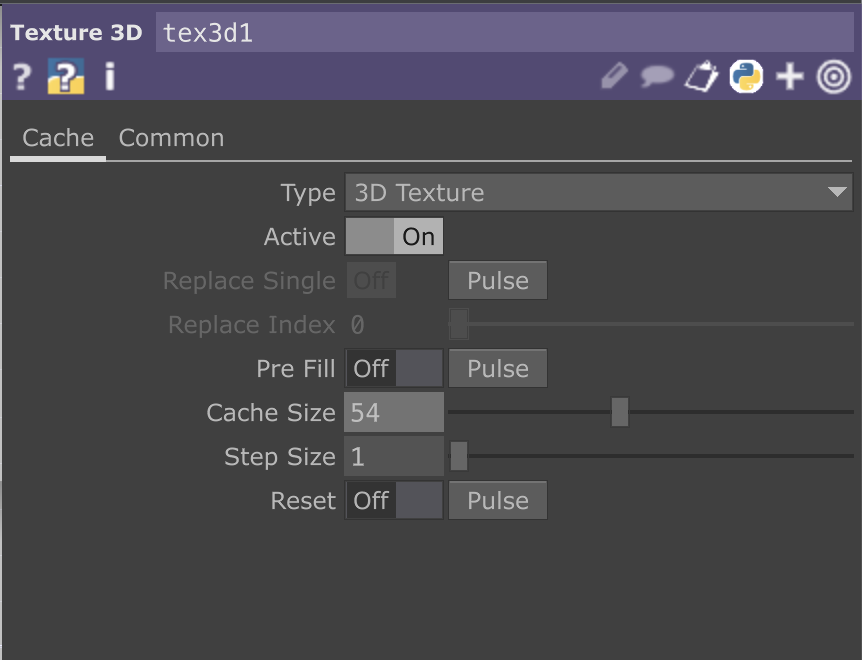 Texture 3D tex3d1
? ? i
Cache Common
Type 3D Texture
Active On
Replace Single Off Pulse
Replace Index 0
Pre Fill Off Pulse
Cache Size 54
Step Size 1
Reset Off Pulse